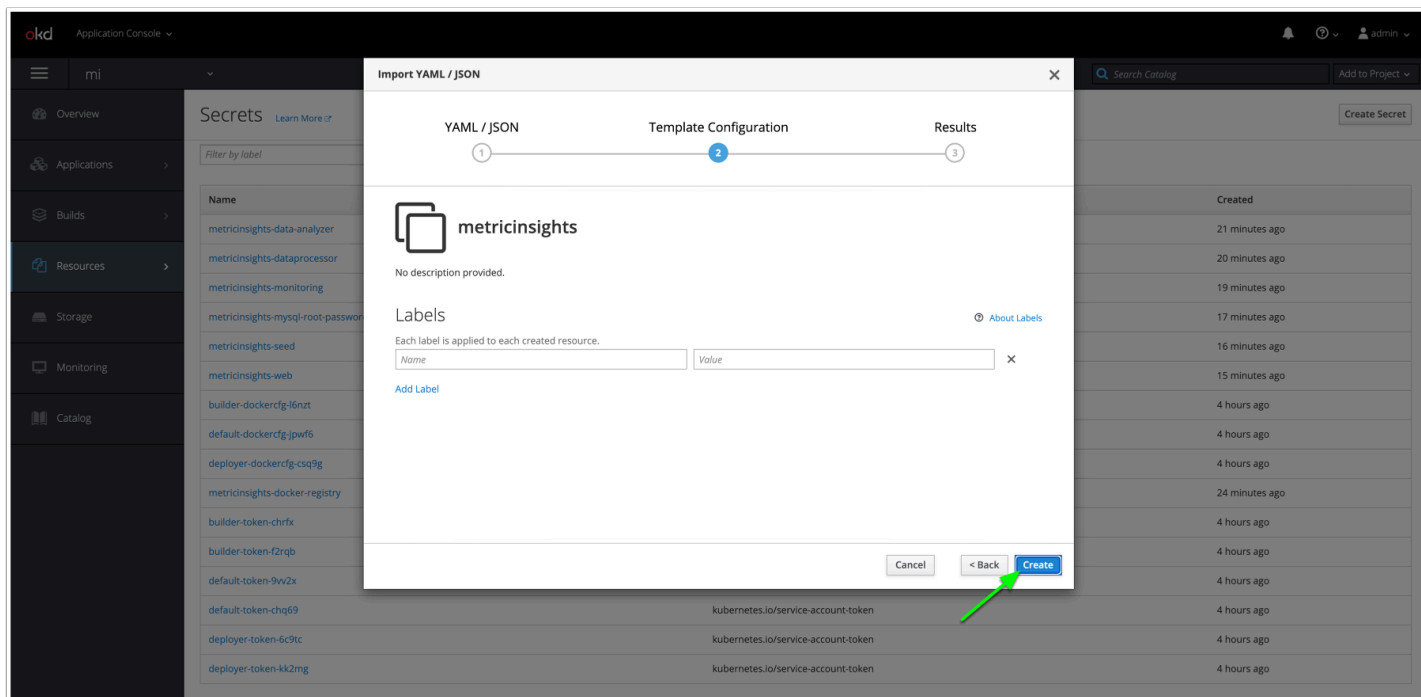 okd Application Console
admin
mi
Search Catalog
Add to Project
Overview
Applications
Builds
Resources
Storage
Monitoring
Catalog
Secrets Learn More
Create Secret
Filter by label
Name Created
metricinsights-data-analyzer 21 minutes ago
metricinsights-dataprocessor 20 minutes ago
metricinsights-monitoring 19 minutes ago
metricinsights-mysql-root-passwor 17 minutes ago
metricinsights-seed 16 minutes ago
metricinsights-web 15 minutes ago
builder-dockercfg-l6nzt 4 hours ago
default-dockercfg-jpwf6 4 hours ago
deployer-dockercfg-csq9g 4 hours ago
metricinsights-docker-registry 24 minutes ago
builder-token-chrfx 4 hours ago
builder-token-f2rqb 4 hours ago
default-token-9vv2x 4 hours ago
default-token-chq69 kubernetes.io/service-account-token 4 hours ago
deployer-token-6c9tc kubernetes.io/service-account-token 4 hours ago
deployer-token-kk2mg kubernetes.io/service-account-token 4 hours ago
Import YAML / JSON
YAML / JSON Template Configuration Results
1 2 3
metricinsights
No description provided.
Labels
About Labels
Each label is applied to each created resource.
Name Value
Add Label
Cancel < Back Create